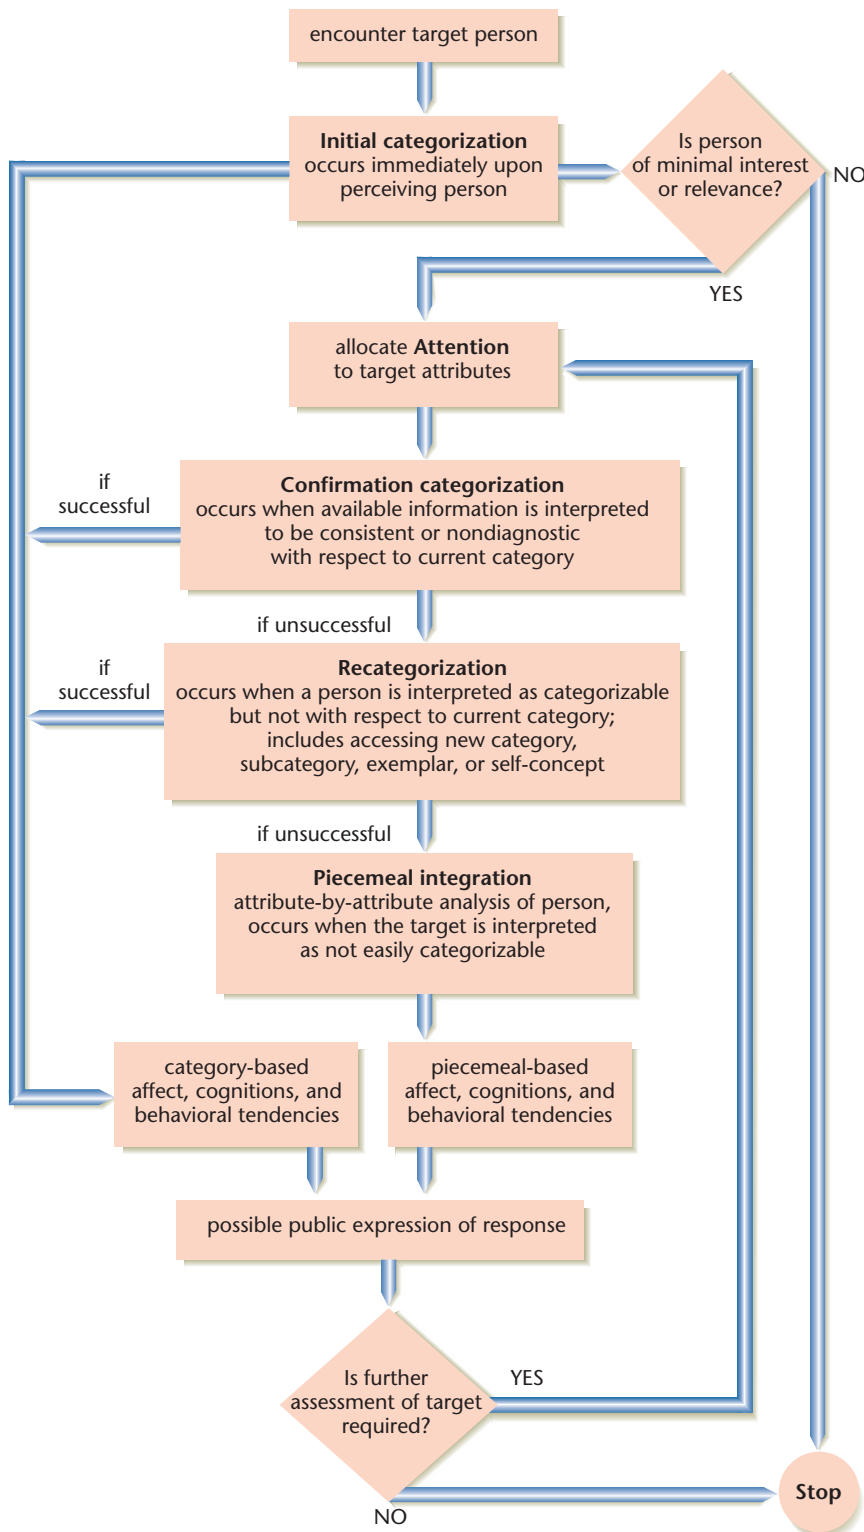 encounter target person
Initial categorization
occurs immediately upon
perceiving person
Is person
of minimal interest
or relevance?
NO
YES
allocate Attention
to target attributes
if
successful
Confirmation categorization
occurs when available information is interpreted
to be consistent or nondiagnostic
with respect to current category
if unsuccessful
if
successful
Recategorization
occurs when a person is interpreted as categorizable
but not with respect to current category;
includes accessing new category,
subcategory, exemplar, or self-concept
if unsuccessful
Piecemeal integration
attribute-by-attribute analysis of person,
occurs when the target is interpreted
as not easily categorizable
category-based
affect, cognitions, and
behavioral tendencies
piecemeal-based
affect, cognitions, and
behavioral tendencies
possible public expression of response
Is further
assessment of target
required?
YES
NO
Stop